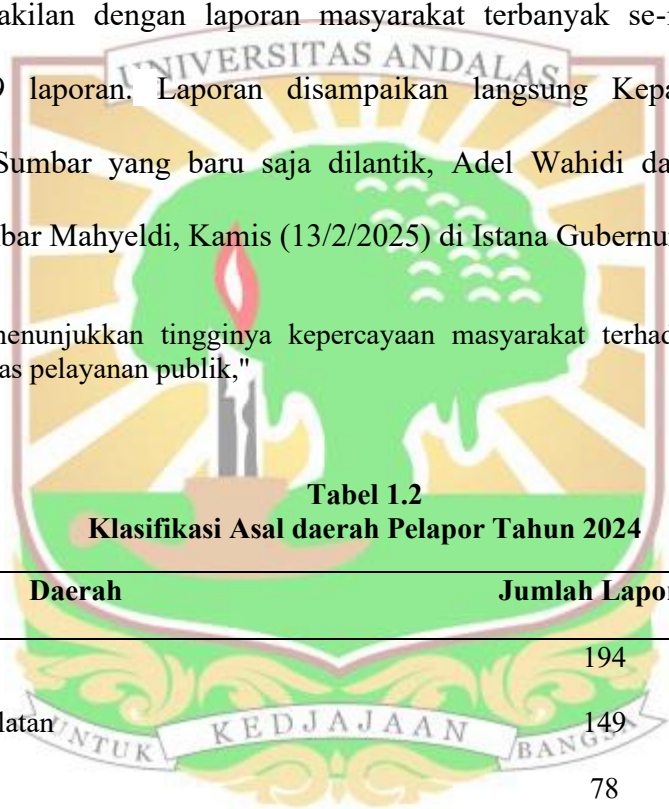 akilan dengan laporan masyarakat terbanyak se-
UNIVERSITAS ANDALAS
laporan. Laporan disampaikan langsung Kepa
Sumbar yang baru saja dilantik, Adel Wahidi da
bar Mahyeldi, Kamis (13/2/2025) di Istana Gubernu
menunjukkan tingginya kepercayaan masyarakat terhad
as pelayanan publik,"
Tabel 1.2
Klasifikasi Asal daerah Pelapor Tahun 2024
Daerah Jumlah Lapor
194
latan 149
UNTUK KEDJAJAAN BANGSA
78